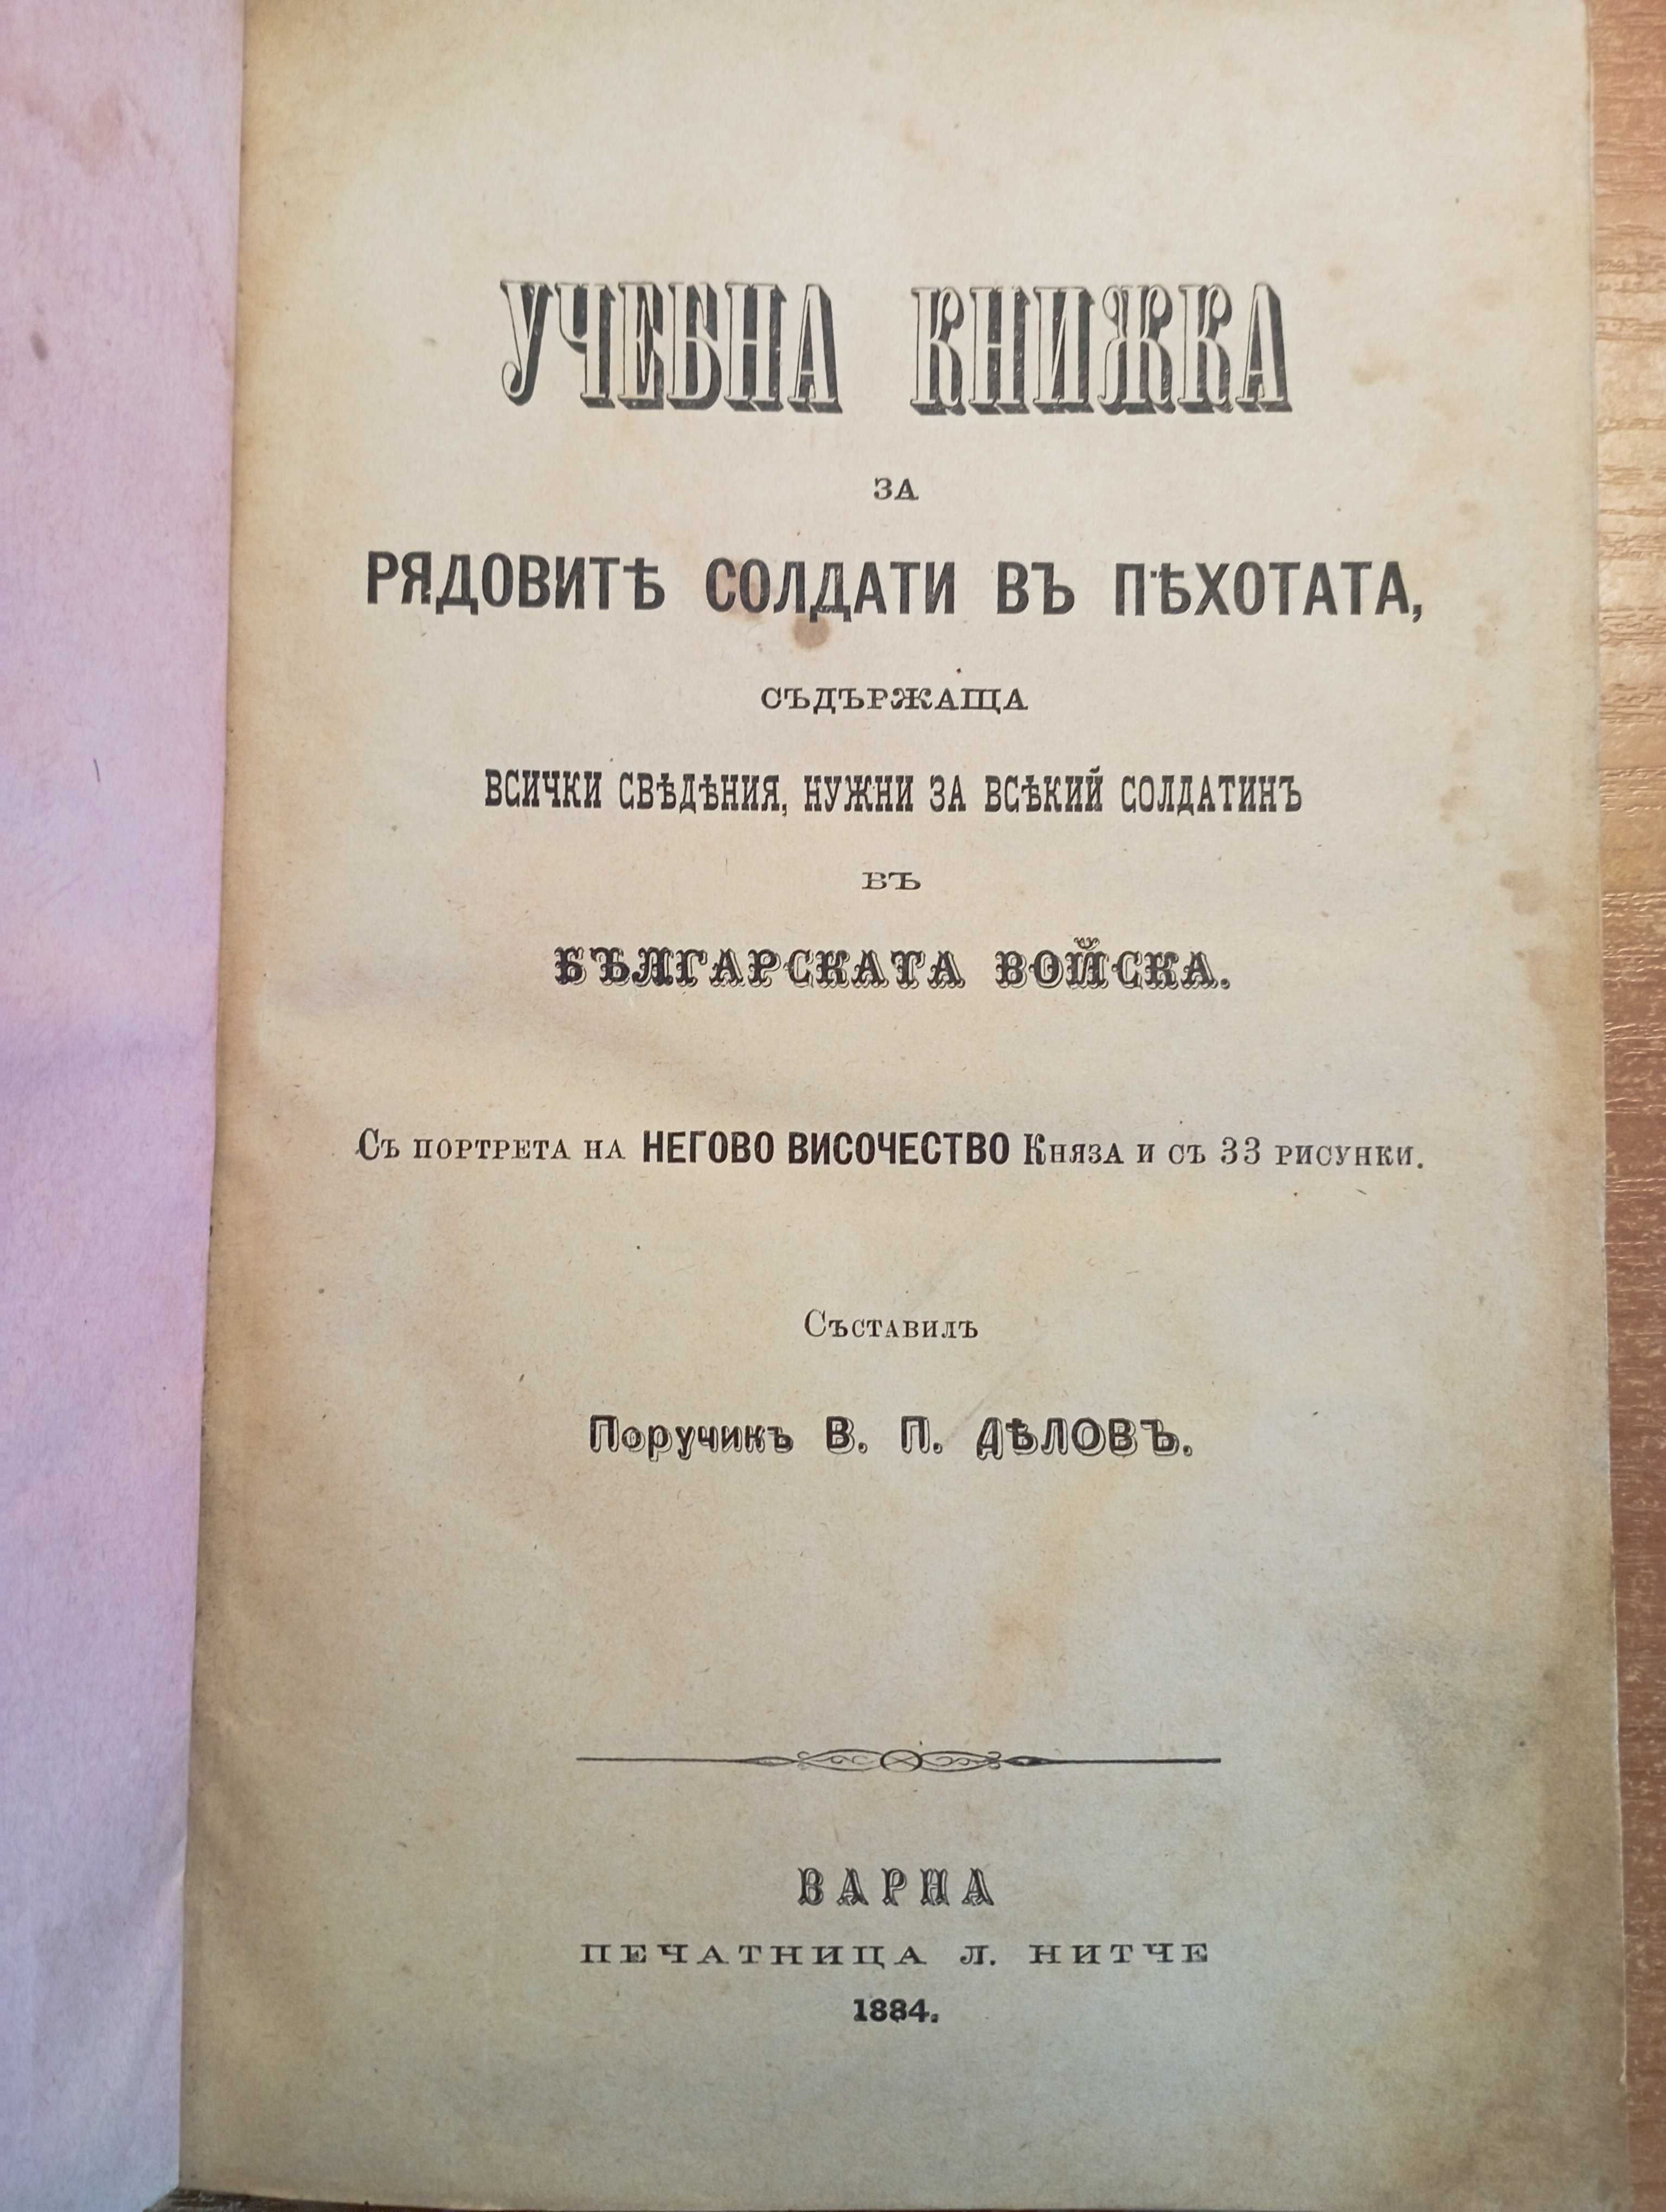 УЧЕБНА КНИЖКА
ЗА
РЯДОВИТѢ СОЛДАТИ ВЪ ПѢХОТАТА,
СЪДЪРЖАЩА
ВСИЧКИ СВѢДѢНИЯ, НУЖНИ ЗА ВСѢКИЙ СОЛДАТИНЪ
ВЪ
БЪЛГАРСКАТА ВОЙСКА.
Съ портрета на НЕГОВО ВИСОЧЕСТВО Князa и съ 33 рисунки.
Съставилъ
Поручикъ В. П. ДѢЛОВЪ.
ВАРНА
ПЕЧАТНИЦА Л. НИТЧЕ
1884.